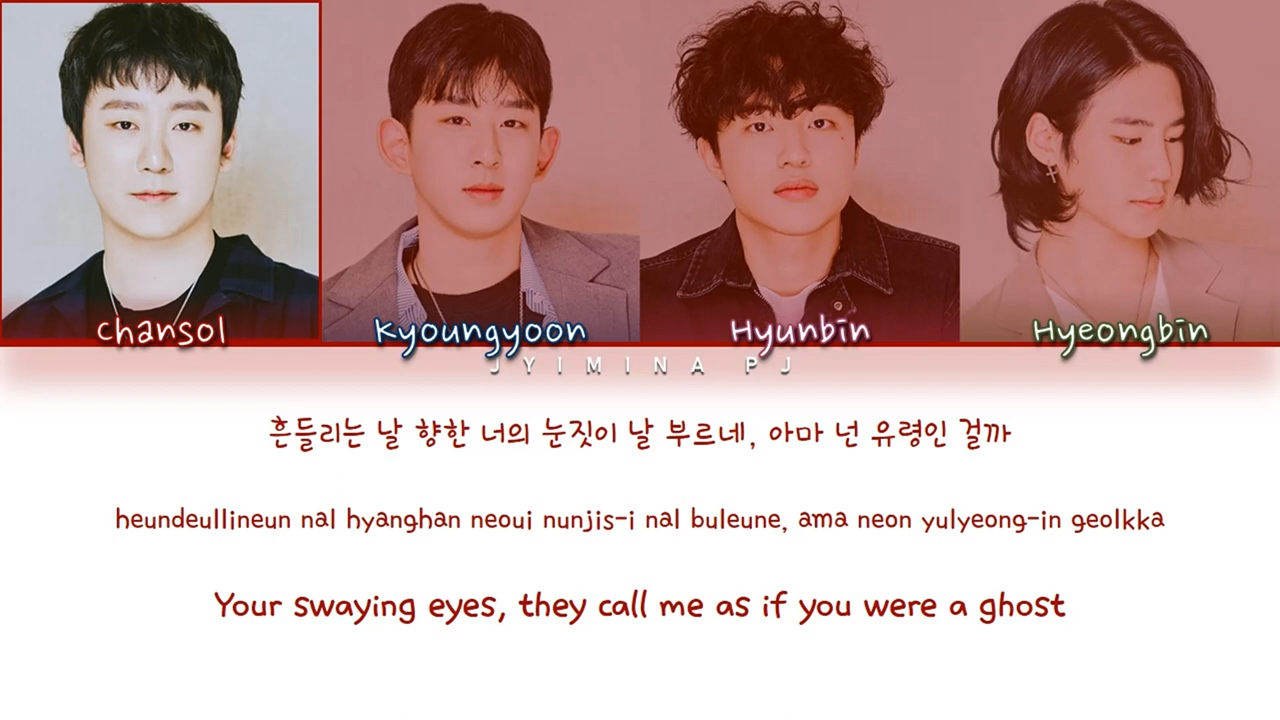 Chansol
Kyoungyoon
Hyunbin
Hyeongbin
JYIMINA PJ
흔들리는 날 향한 너의 눈짓이 날 부르네, 아마 넌 유령인 걸까
heundeullineun nal hyanghan neoui nunjis-i nal buleune, ama neon yulyeong-in geolkka
Your swaying eyes, they call me as if you were a ghost